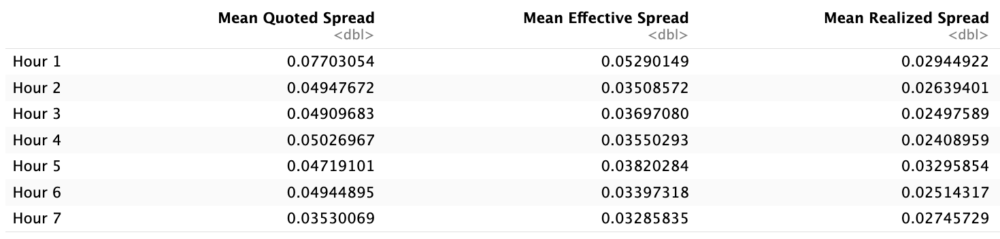 Mean Quoted Spread Mean Effective Spread Mean Realized Spread
<dbl> <dbl> <dbl>
Hour 1 0.07703054 0.05290149 0.02944922
Hour 2 0.04947672 0.03508572 0.02639401
Hour 3 0.04909683 0.03697080 0.02497589
Hour 4 0.05026967 0.03550293 0.02408959
Hour 5 0.04719101 0.03820284 0.03295854
Hour 6 0.04944895 0.03397318 0.02514317
Hour 7 0.03530069 0.03285835 0.02745729